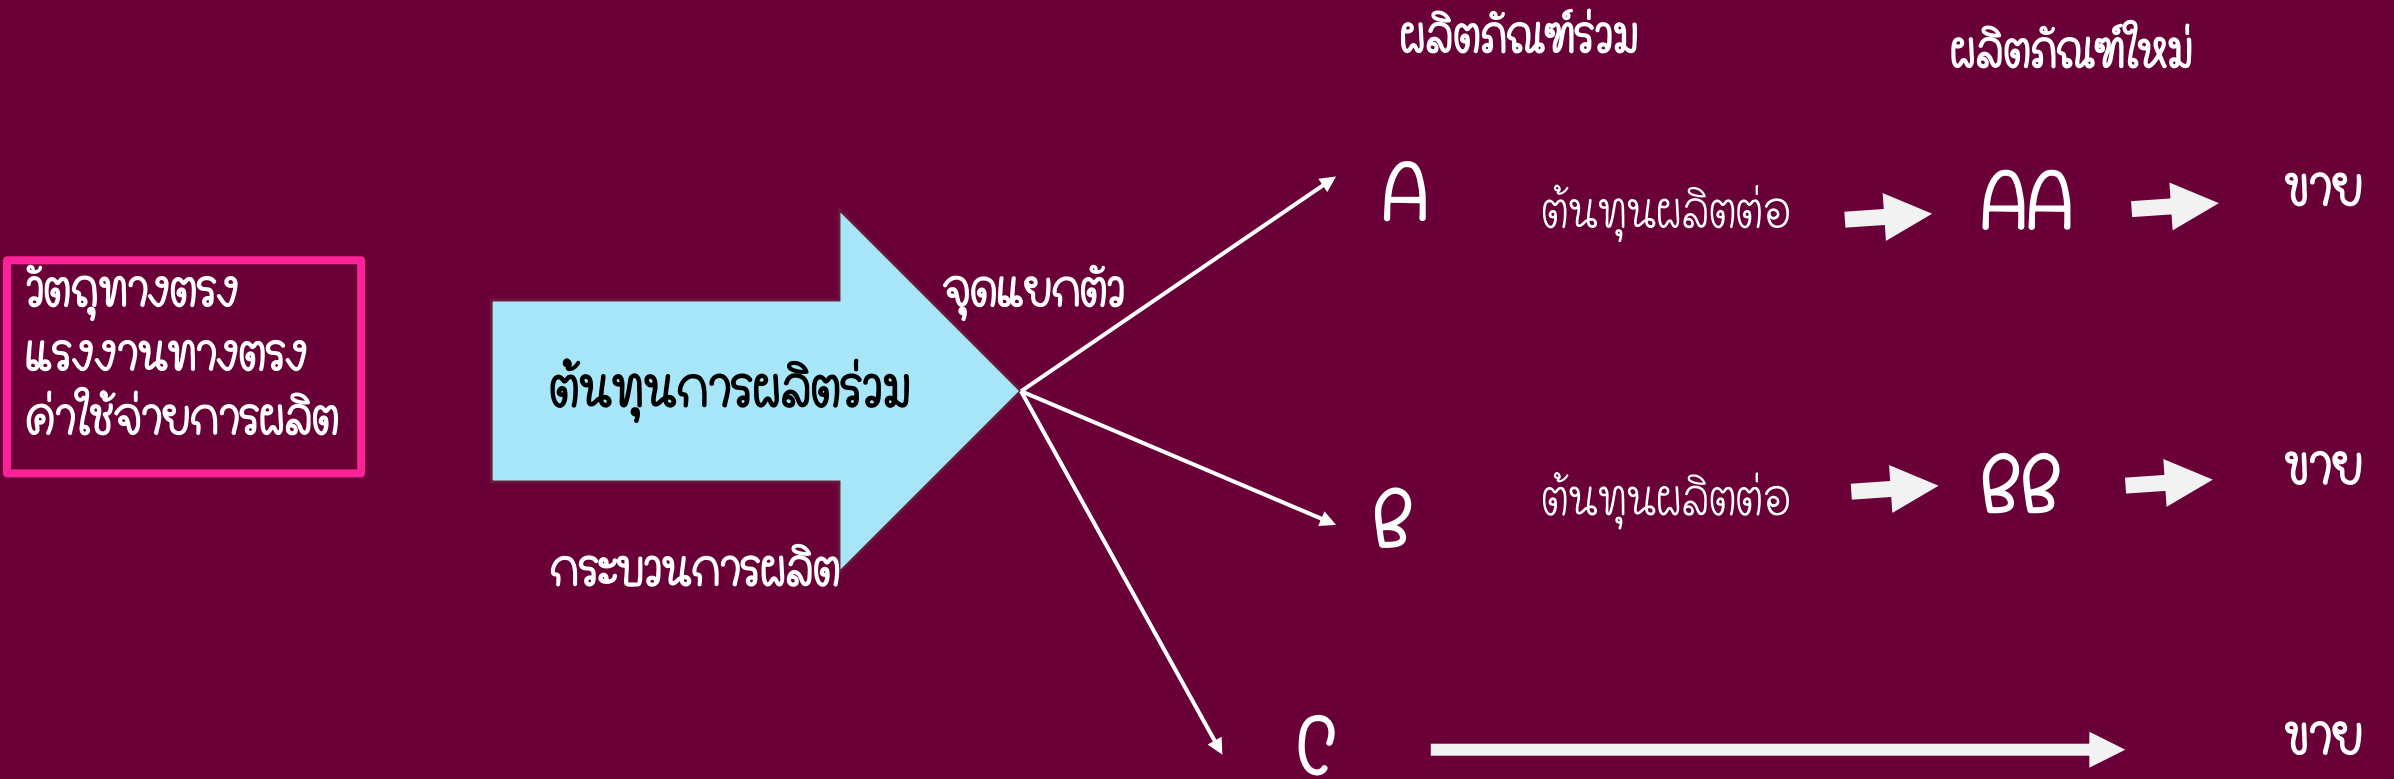 ผลิตภัณฑ์ร่วม
ผลิตภัณฑ์ใหม่
วัตถุทางตรง
แรงงานทางตรง
ค่าใช้จ่ายการผลิต
ต้นทุนการผลิตร่วม
กระบวนการผลิต
จุดแยกตัว
A
ต้นทุนผลิตต่อ
AA
ขาย
B
ต้นทุนผลิตต่อ
BB
ขาย
C
ขาย